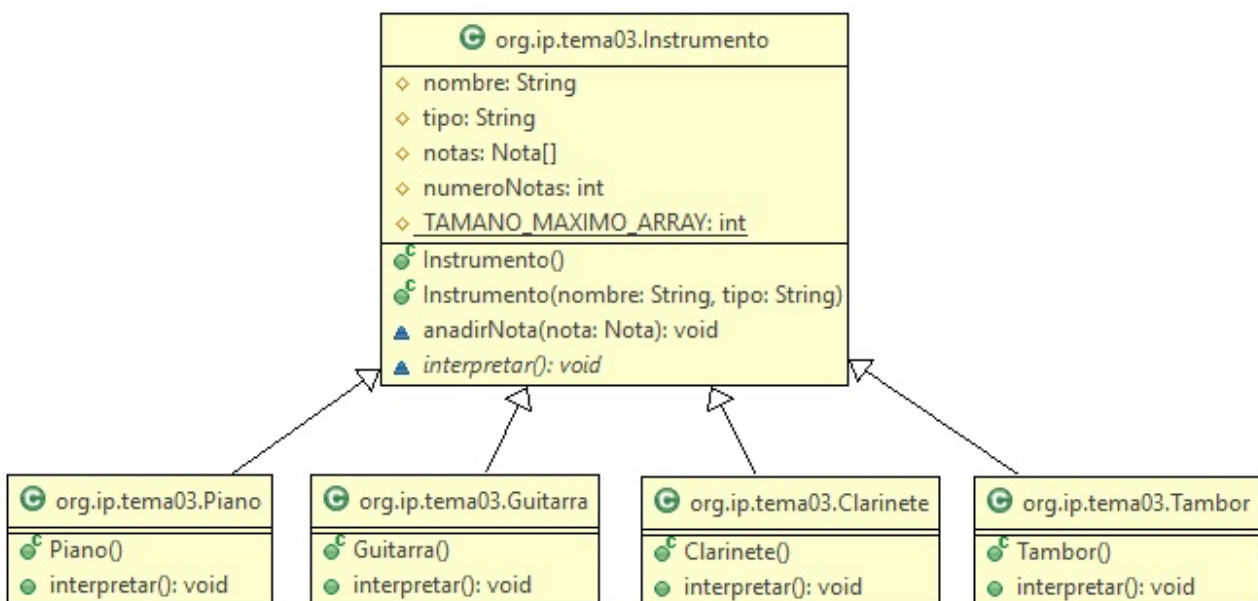 org.ip.tema03.Instrumento
nombre: String
tipo: String
notas: Nota[]
numeroNotas: int
TAMANO_MAXIMO_ARRAY: int
Instrumento()
Instrumento(nombre: String, tipo: String)
anadirNota(nota: Nota): void
interpretar(): void
org.ip.tema03.Piano
Piano()
interpretar(): void
org.ip.tema03.Guitarra
Guitarra()
interpretar(): void
org.ip.tema03.Clarinete
Clarinete()
interpretar(): void
org.ip.tema03.Tambor
Tambor()
interpretar(): void